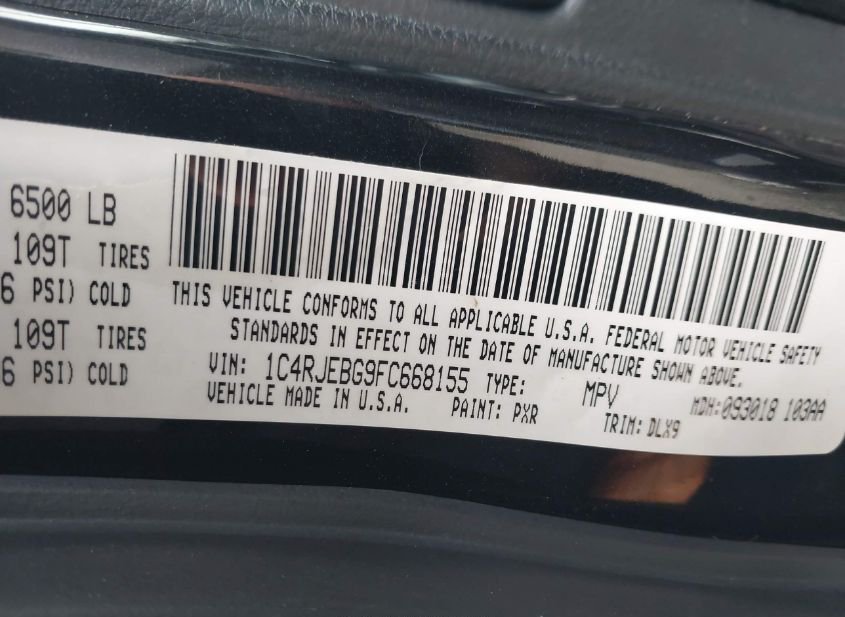 6500 LB
109T TIRES
6 PSI) COLD
109T TIRES
6 PSI) COLD
THIS VEHICLE CONFORMS TO ALL APPLICABLE U.S.A. FEDERAL MOTOR VEHICLE SAFETY
STANDARDS IN EFFECT ON THE DATE OF MANUFACTURE SHOWN ABOVE.
VIN: 1C4RJEBG9FC668155 TYPE: MPV MDH:093018 103AA
VEHICLE MADE IN U.S.A. PAINT: PXR TRIM: DLX9